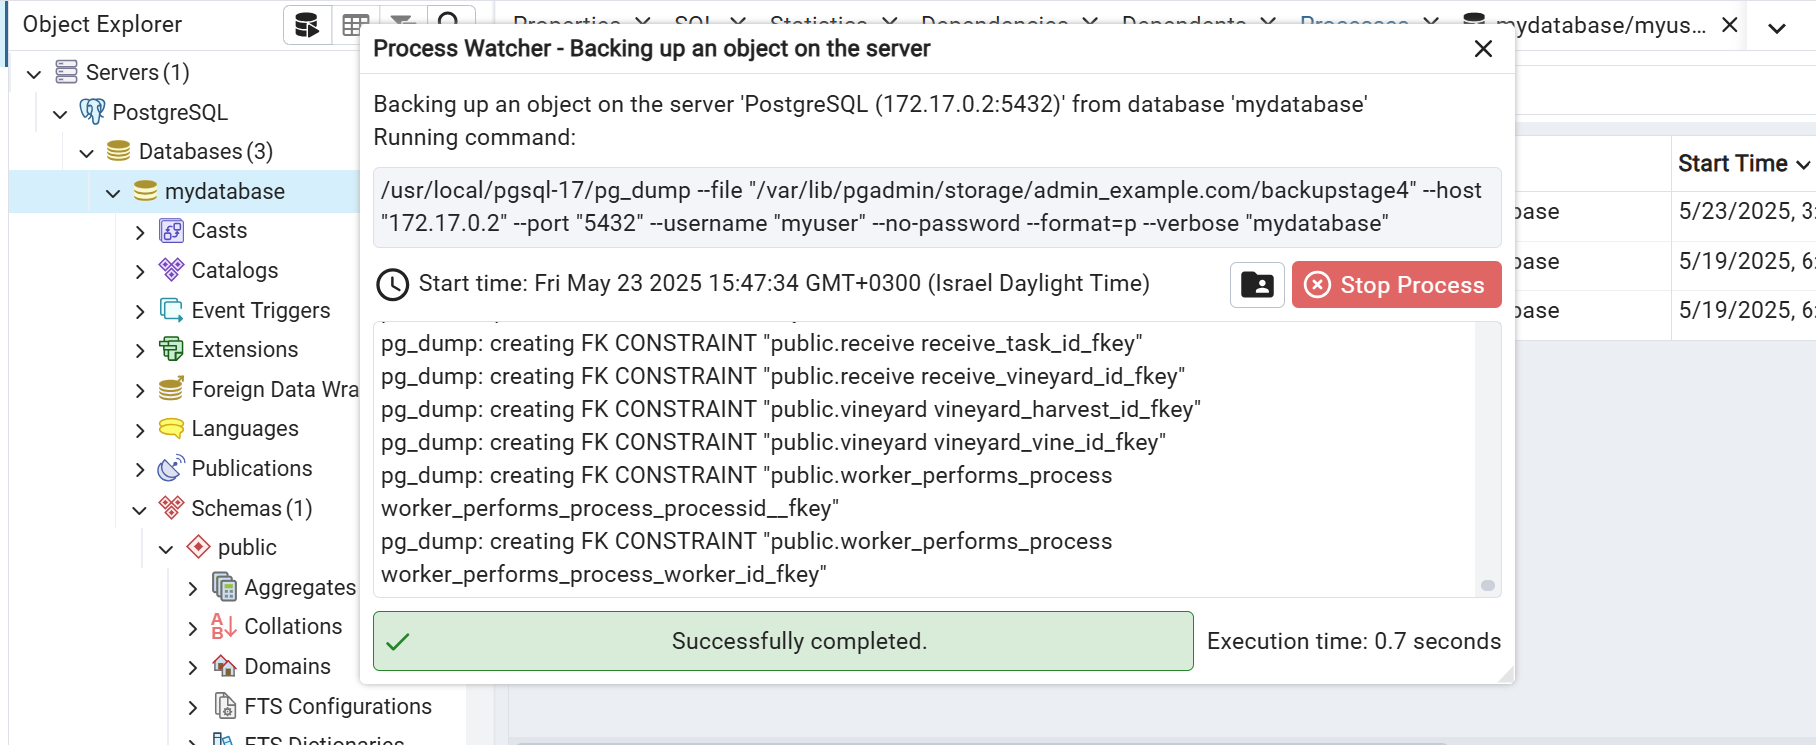 Object Explorer
Properties SQL Statistics Dependencies Dependents Processes mydatabase/myus...
Process Watcher - Backing up an object on the server
Servers (1)
PostgreSQL
Databases (3)
mydatabase
Casts
Catalogs
Event Triggers
Extensions
Foreign Data Wra
Languages
Publications
Schemas (1)
public
Aggregates
Collations
Domains
FTS Configurations
FTS Dictionaries
Backing up an object on the server 'PostgreSQL (172.17.0.2:5432)' from database 'mydatabase'
Running command:
/usr/local/pgsql-17/pg_dump --file "/var/lib/pgadmin/storage/admin_example.com/backupstage4" --host
"172.17.0.2" --port "5432" --username "myuser" --no-password --format=p --verbose "mydatabase"
Start time: Fri May 23 2025 15:47:34 GMT+0300 (Israel Daylight Time)
Stop Process
pg_dump: creating FK CONSTRAINT "public.receive receive_task_id_fkey"
pg_dump: creating FK CONSTRAINT "public.receive receive_vineyard_id_fkey"
pg_dump: creating FK CONSTRAINT "public.vineyard vineyard_harvest_id_fkey"
pg_dump: creating FK CONSTRAINT "public.vineyard vineyard_vine_id_fkey"
pg_dump: creating FK CONSTRAINT "public.worker_performs_process
worker_performs_process_processid__fkey"
pg_dump: creating FK CONSTRAINT "public.worker_performs_process
worker_performs_process_worker_id_fkey"
Successfully completed.
Execution time: 0.7 seconds
Start Time
base 5/23/2025, 3:
base 5/19/2025, 6:
base 5/19/2025, 6: